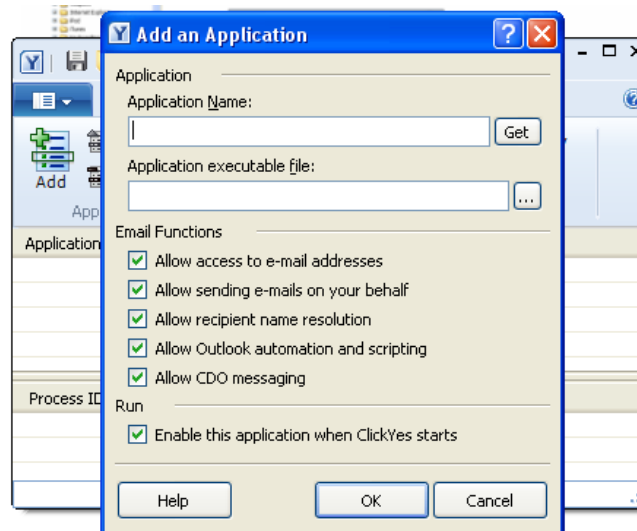 Add an Application
Application
Application Name:
Get
Application executable file:
...
Add
App
Email Functions
Application
Allow access to e-mail addresses
Allow sending e-mails on your behalf
Allow recipient name resolution
Allow Outlook automation and scripting
Allow CDO messaging
Process ID
Run
Enable this application when ClickYes starts
Help
OK
Cancel